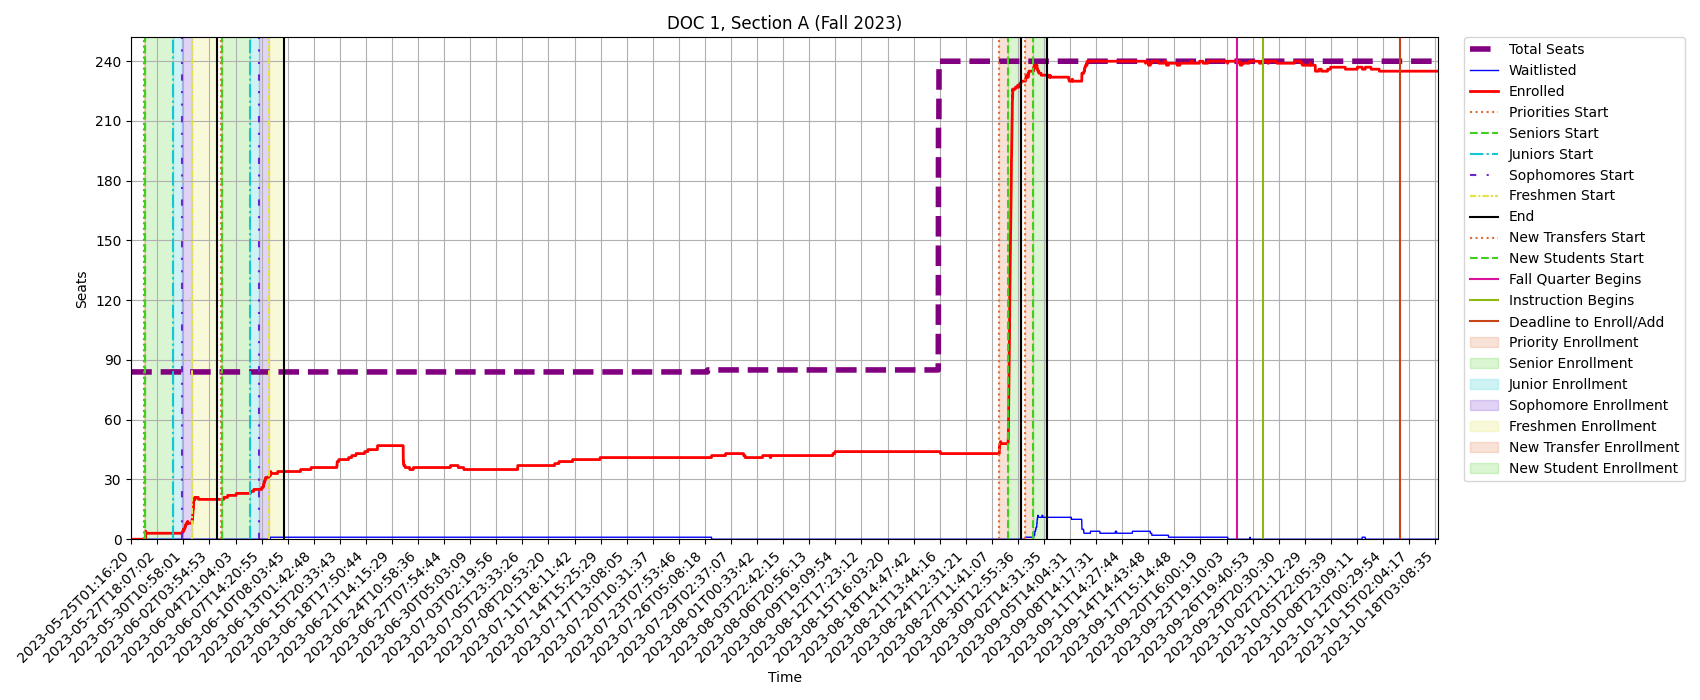 DOC 1, Section A (Fall 2023)
Seats
240
210
180
150
120
90
60
30
0
2023-05-25T01:16:20
2023-05-27T18:07:02
2023-05-30T10:58:01
2023-06-02T03:54:53
2023-06-04T21:04:03
2023-06-07T14:20:55
2023-06-10T08:03:45
2023-06-13T01:42:48
2023-06-15T20:33:43
2023-06-18T17:50:44
2023-06-21T14:15:29
2023-06-24T10:58:36
2023-06-27T07:54:44
2023-06-30T05:03:09
2023-07-03T02:19:56
2023-07-05T23:33:26
2023-07-08T20:53:20
2023-07-11T18:11:42
2023-07-14T15:25:29
2023-07-17T13:08:05
2023-07-20T10:31:37
2023-07-23T07:53:46
2023-07-26T05:08:18
2023-07-29T02:37:07
2023-08-01T00:33:42
2023-08-03T22:42:15
2023-08-06T20:56:13
2023-08-09T19:09:54
2023-08-12T17:23:12
2023-08-15T16:03:20
2023-08-18T14:47:42
2023-08-21T13:44:16
2023-08-24T12:31:21
2023-08-27T11:41:07
2023-08-30T12:55:36
2023-09-02T14:31:35
2023-09-05T14:04:31
2023-09-08T14:17:31
2023-09-11T14:27:44
2023-09-14T14:43:48
2023-09-17T15:14:48
2023-09-20T16:00:19
2023-09-23T19:10:03
2023-09-26T19:40:53
2023-09-29T20:30:30
2023-10-02T21:12:29
2023-10-05T22:05:39
2023-10-08T23:09:11
2023-10-12T00:29:54
2023-10-15T02:04:17
2023-10-18T03:08:35
Time
Total Seats
Waitlisted
Enrolled
Priorities Start
Seniors Start
Juniors Start
Sophomores Start
Freshmen Start
End
New Transfers Start
New Students Start
Fall Quarter Begins
Instruction Begins
Deadline to Enroll/Add
Priority Enrollment
Senior Enrollment
Junior Enrollment
Sophomore Enrollment
Freshmen Enrollment
New Transfer Enrollment
New Student Enrollment